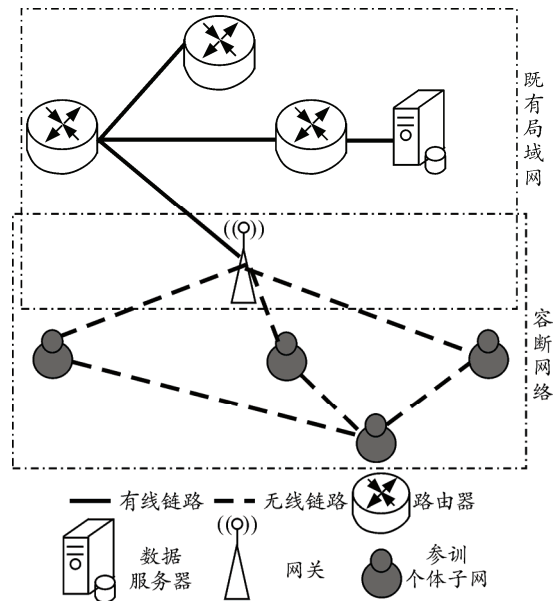 既有局域网
容断网络
有线链路 无线链路 路由器
数据服务器
网关
参训个体子网